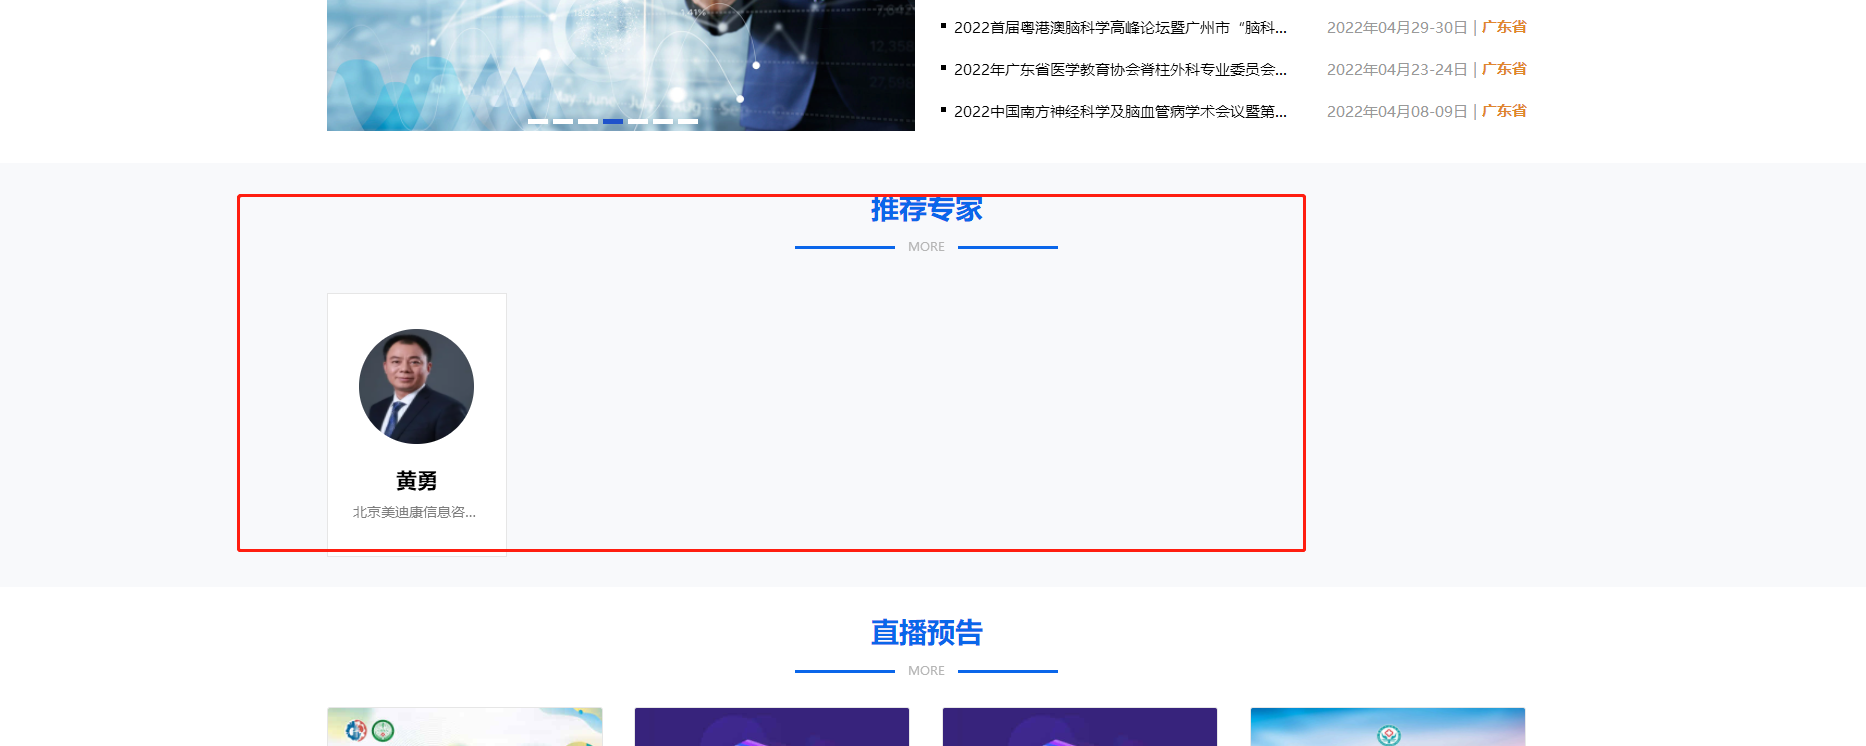 2022首届粤港澳脑科学高峰论坛暨广州市“脑科... 2022年04月29-30日 | 广东省
2022年广东省医学教育协会脊柱外科专业委员会... 2022年04月23-24日 | 广东省
2022中国南方神经科学及脑血管病学术会议暨第... 2022年04月08-09日 | 广东省
推荐专家
MORE
黄勇
北京美迪康信息咨...
直播预告
MORE